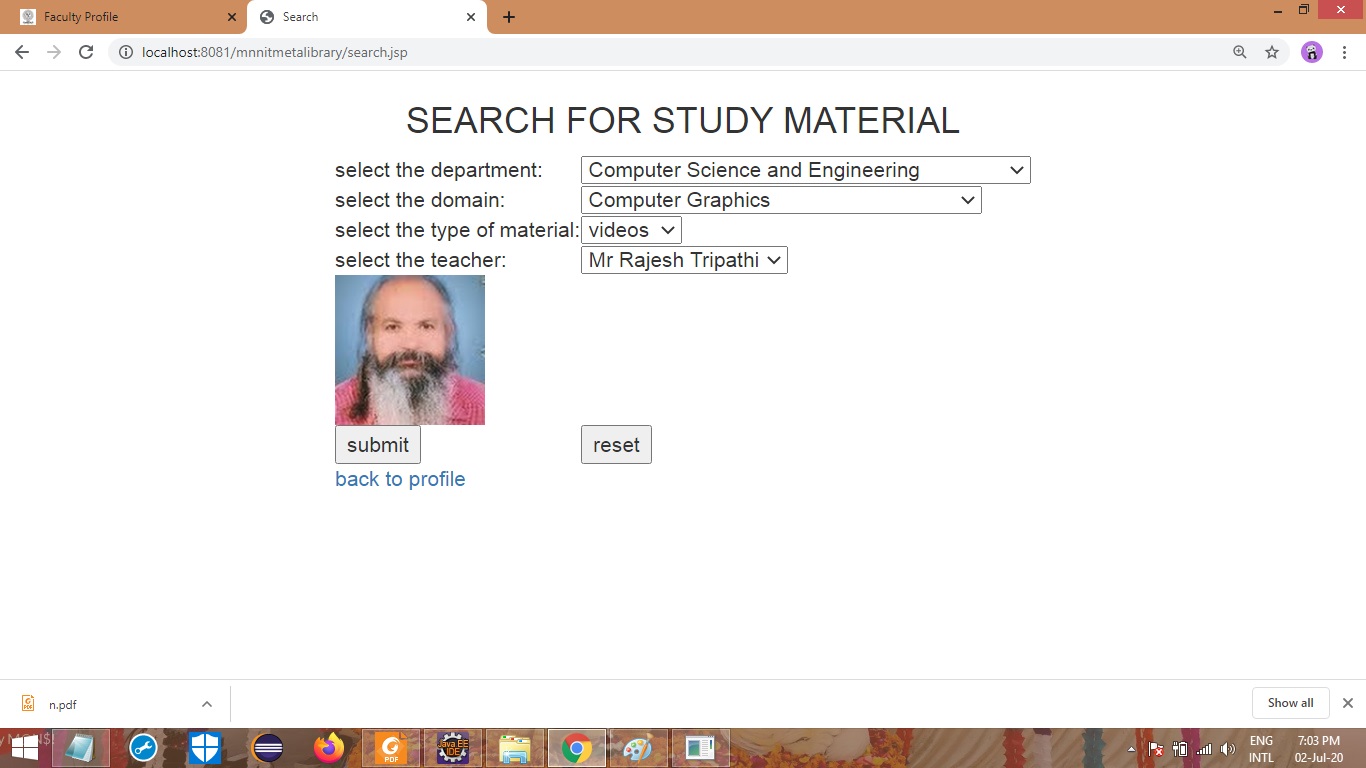 Faculty Profile
Search
localhost:8081/mnnitmetalibrary/search.jsp
SEARCH FOR STUDY MATERIAL
select the department: Computer Science and Engineering
select the domain: Computer Graphics
select the type of material: videos
select the teacher: Mr Rajesh Tripathi
submit reset
back to profile
n.pdf
Show all
PDF
Java EE
IDE
ENG
INTL
7:03 PM
02-Jul-20